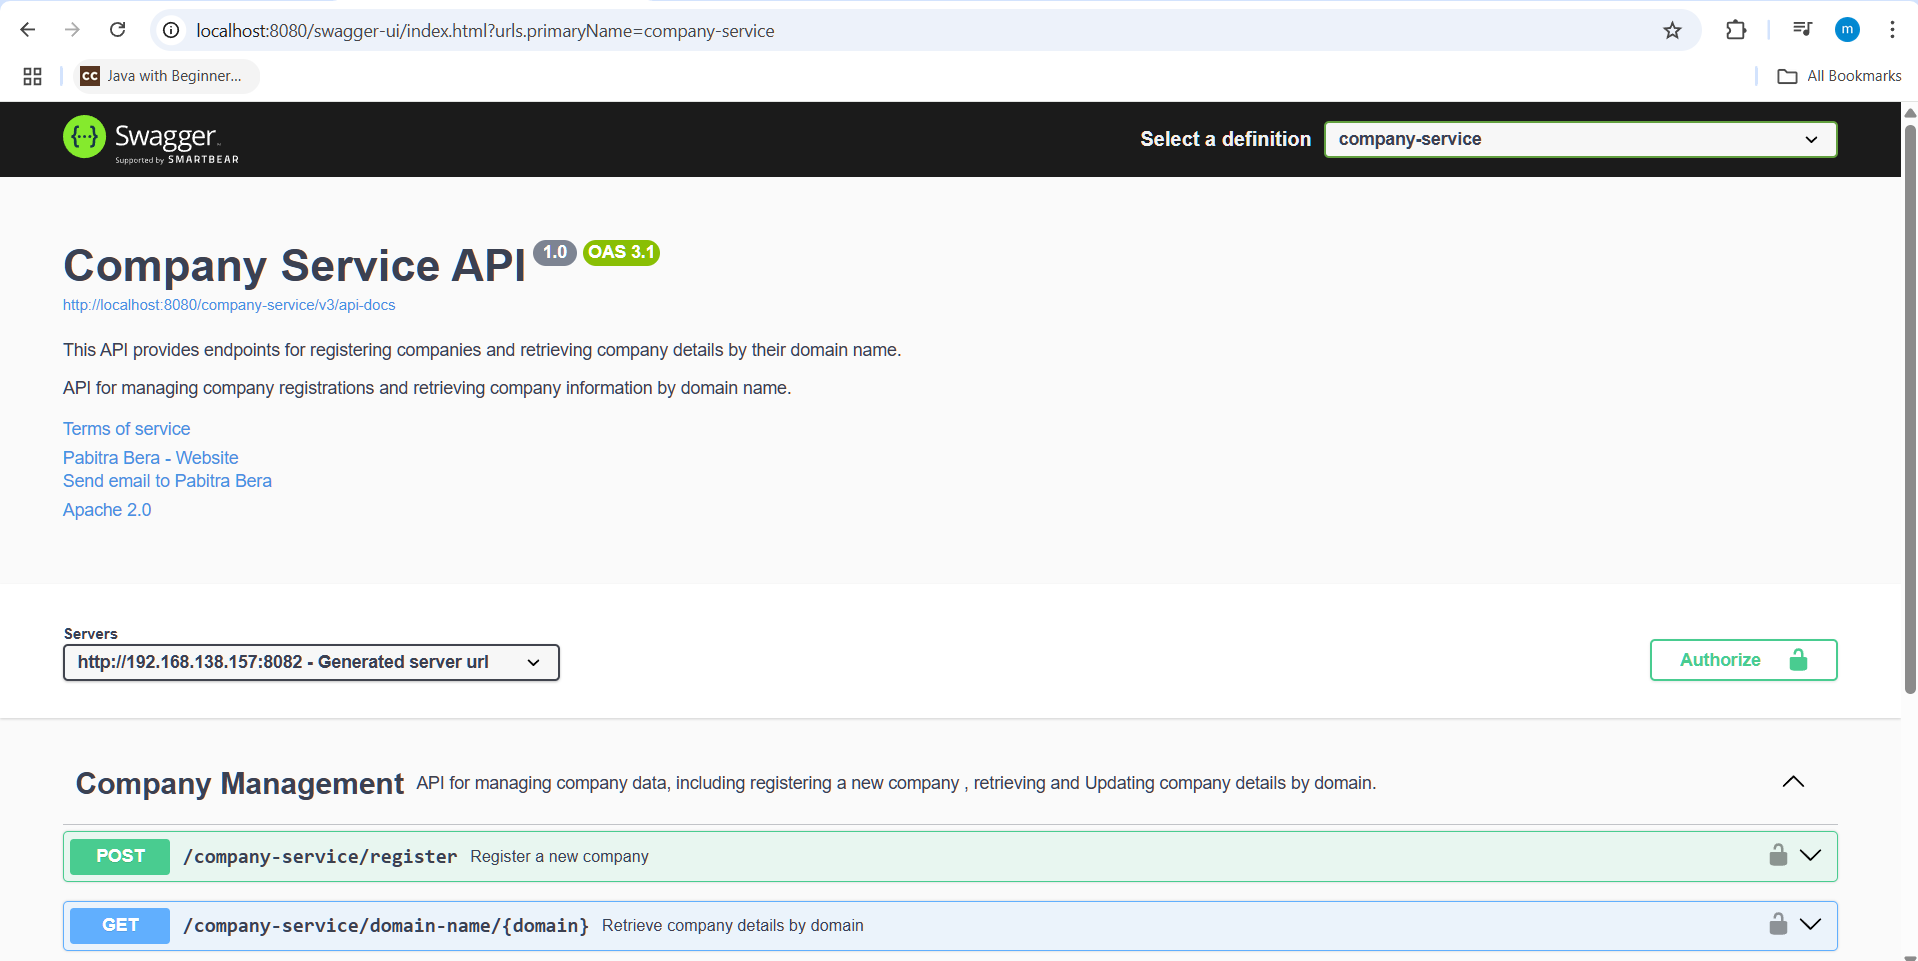 localhost:8080/swagger-ui/index.html?urls.primaryName=company-service
m
CC Java with Beginner...
All Bookmarks
{···} Swagger
Supported by SMARTBEAR
Select a definition company-service
Company Service API 1.0 OAS 3.1
http://localhost:8080/company-service/v3/api-docs
This API provides endpoints for registering companies and retrieving company details by their domain name.
API for managing company registrations and retrieving company information by domain name.
Terms of service
Pabitra Bera - Website
Send email to Pabitra Bera
Apache 2.0
Servers
http://192.168.138.157:8082 - Generated server url
Authorize
Company Management API for managing company data, including registering a new company , retrieving and Updating company details by domain.
POST /company-service/register Register a new company
GET /company-service/domain-name/{domain} Retrieve company details by domain